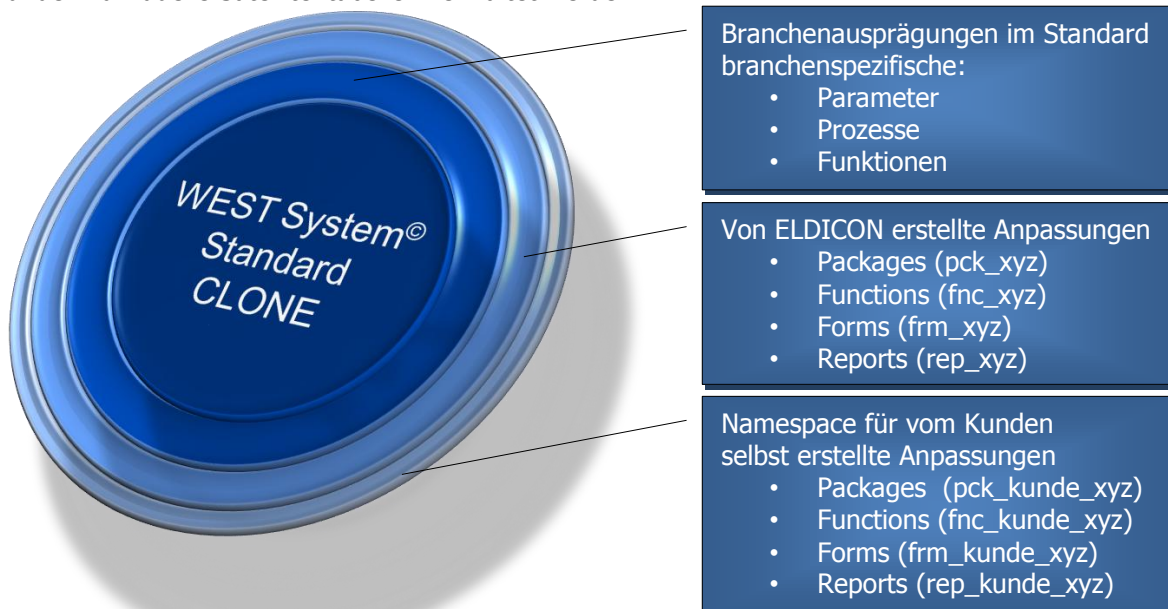 WEST System©
Standard
CLONE
Branchenausprägungen im Standard
branchenspezifische:
• Parameter
• Prozesse
• Funktionen
Von ELDICON erstellte Anpassungen
• Packages (pck_xyz)
• Functions (fnc_xyz)
• Forms (frm_xyz)
• Reports (rep_xyz)
Namespace für vom Kunden
selbst erstellte Anpassungen
• Packages (pck_kunde_xyz)
• Functions (fnc_kunde_xyz)
• Forms (frm_kunde_xyz)
• Reports (rep_kunde_xyz)